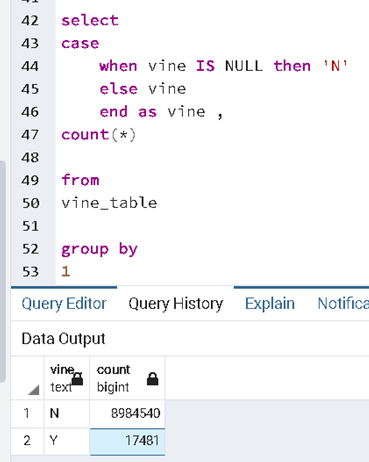 42 select
43 case
44 when vine IS NULL then 'N'
45 else vine
46 end as vine ,
47 count(*)
48
49 from
50 vine_table
51
52 group by
53 1
Query Editor Query History Explain Notifica
Data Output
vine text count bigint
1 N 8984540
2 Y 17481